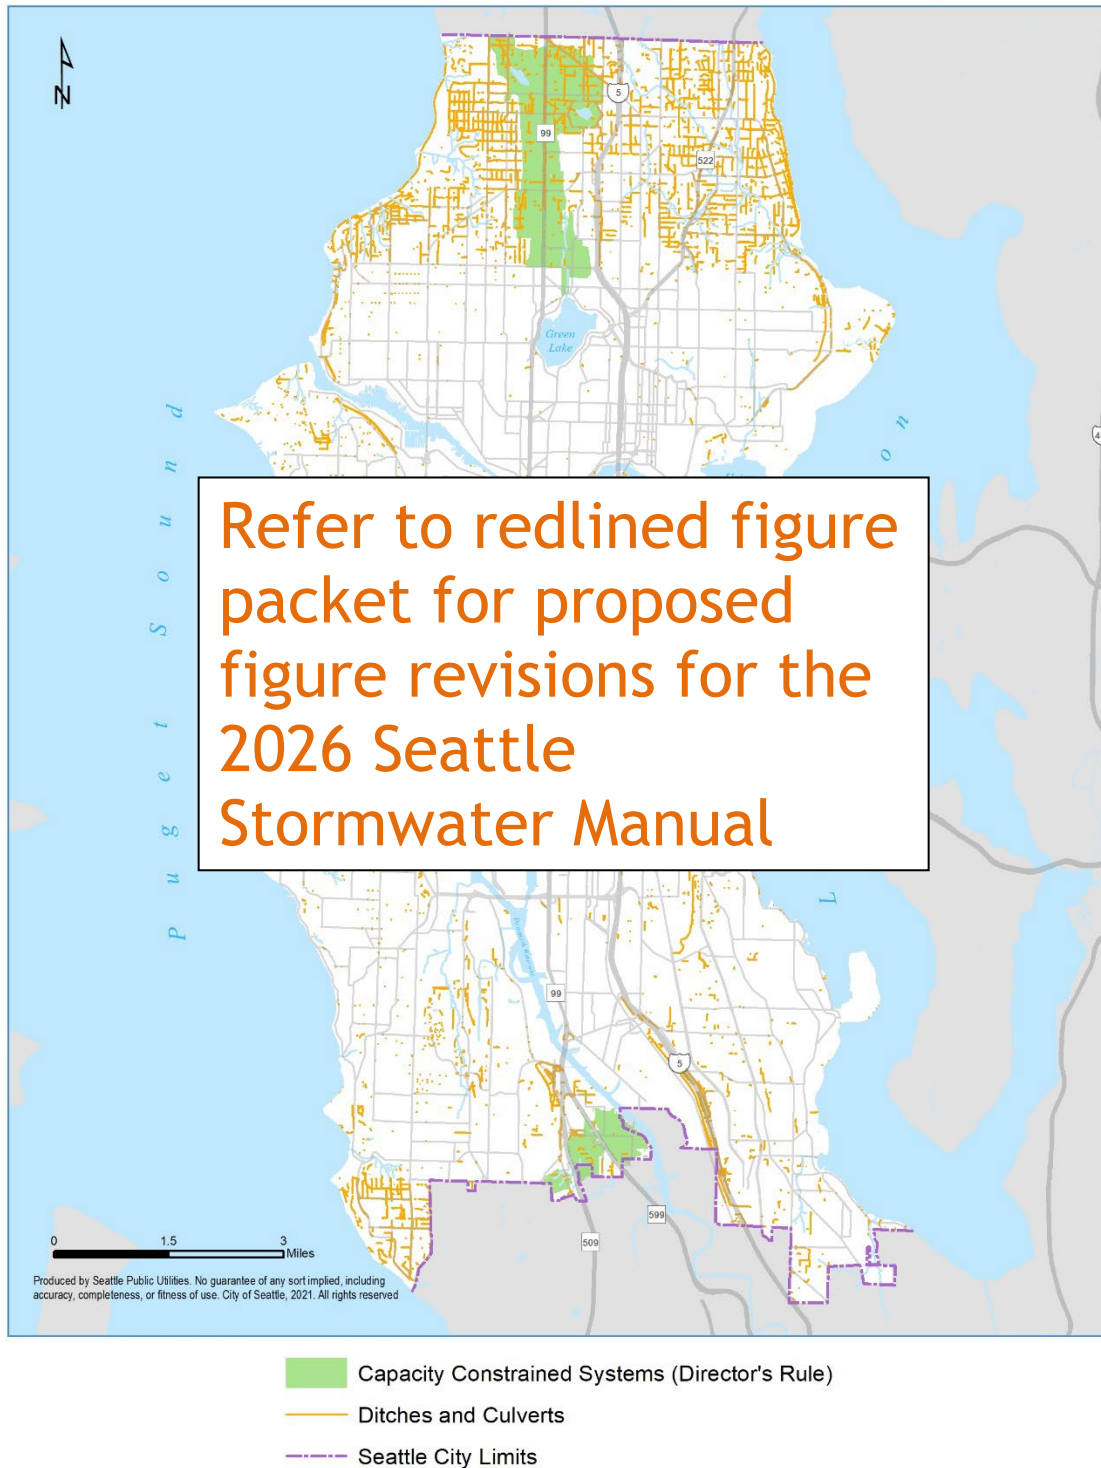 N
5
99
522
Green
Lake
Puget Sound
on
4
Refer to redlined figure
packet for proposed
figure revisions for the
2026 Seattle
Stormwater Manual
L
99
5
599
509
0 1.5 3
Miles
Produced by Seattle Public Utilities. No guarantee of any sort implied, including
accuracy, completeness, or fitness of use. City of Seattle, 2021. All rights reserved
Capacity Constrained Systems (Director's Rule)
Ditches and Culverts
Seattle City Limits